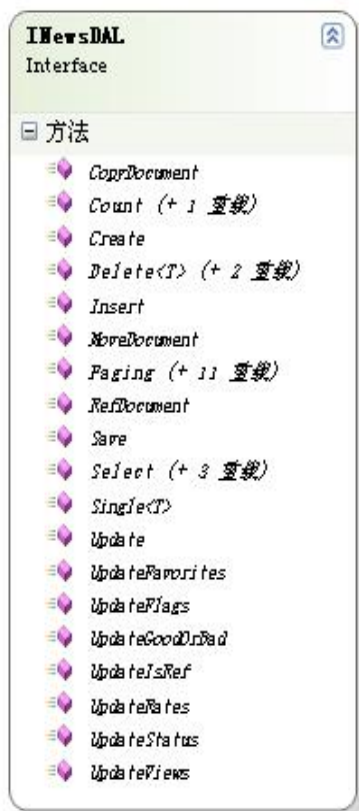 INewsDAL
Interface
方法
CopyDocument
Count (+ 1 重载)
Create
Delete<T> (+ 2 重载)
Insert
MoveDocument
Paging (+ 11 重载)
RefDocument
Save
Select (+ 3 重载)
Single<T>
Update
UpdateFavorites
UpdateFlags
UpdateGoodOrBad
UpdateIsRef
UpdateRates
UpdateStatus
UpdateViews